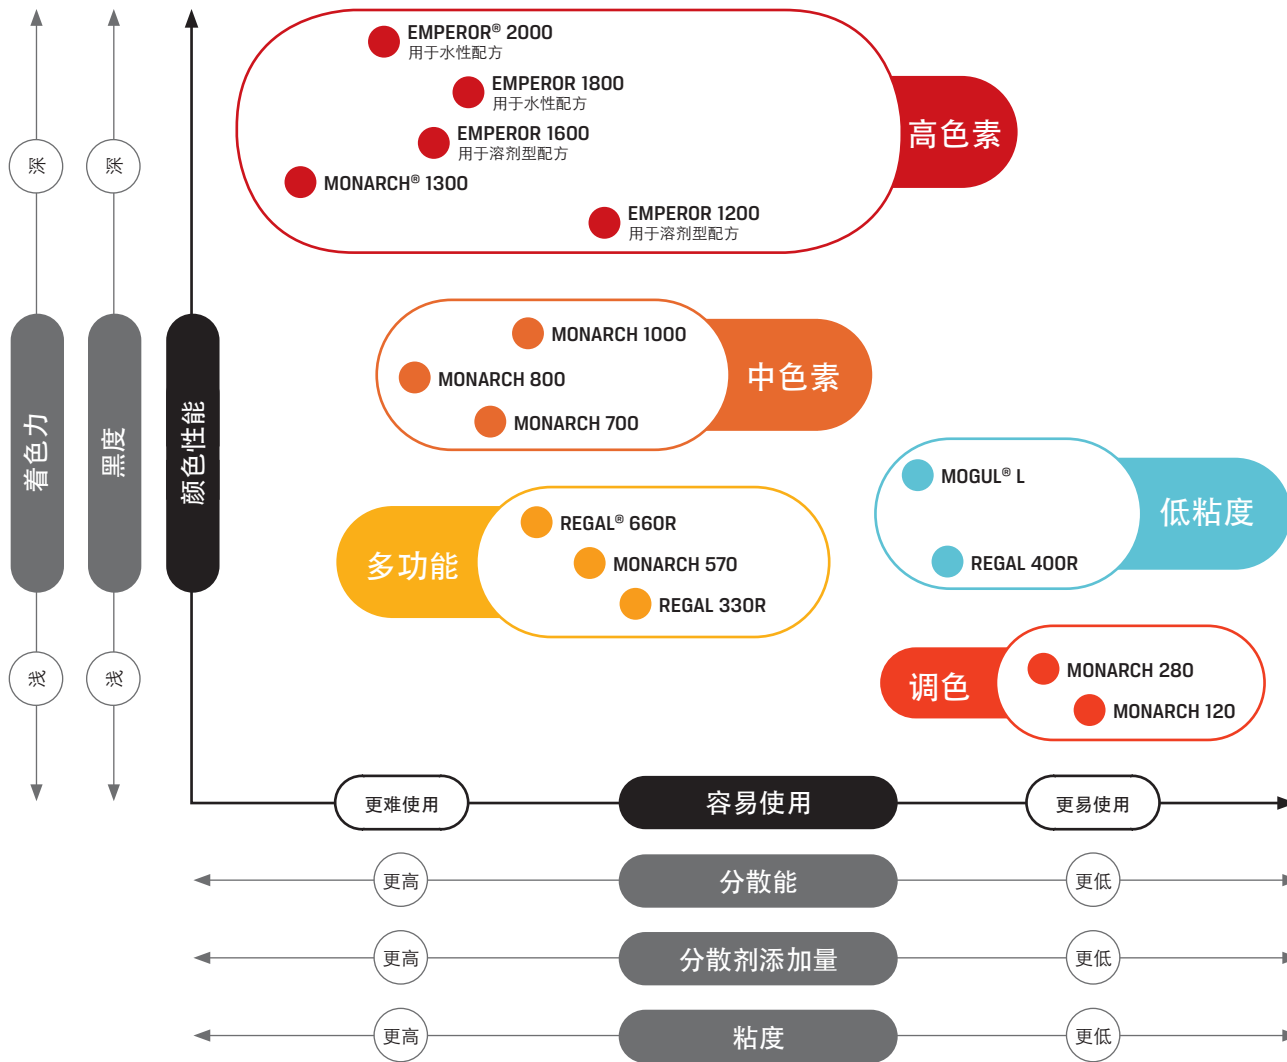 EMPEROR® 2000
用于水性配方
EMPEROR 1800
用于水性配方
EMPEROR 1600
用于溶剂型配方
MONARCH® 1300
EMPEROR 1200
用于溶剂型配方
高色素
深
深
MONARCH 1000
MONARCH 800
MONARCH 700
中色素
着色力
黑度
颜色性能
MOGUL® L
REGAL 400R
低粘度
多功能
REGAL® 660R
MONARCH 570
REGAL 330R
浅
浅
调色
MONARCH 280
MONARCH 120
更难使用
容易使用
更易使用
更高
分散能
更低
更高
分散剂添加量
更低
更高
粘度
更低